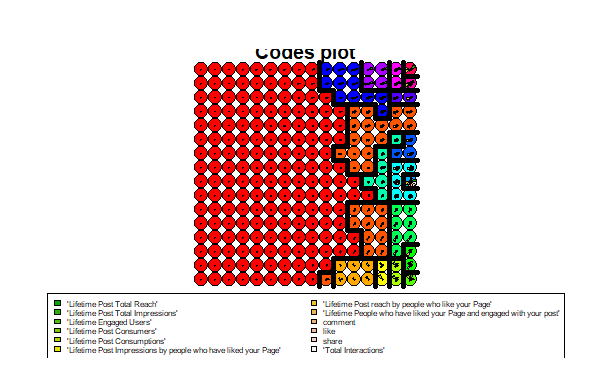 Codes plot
'Lifetime Post Total Reach'
'Lifetime Post Total Impressions'
'Lifetime Engaged Users'
'Lifetime Post Consumers'
'Lifetime Post Consumptions'
'Lifetime Post Impressions by people who have liked your Page'
'Lifetime Post reach by people who like your Page'
'Lifetime People who have liked your Page and engaged with your post'
comment
like
share
'Total Interactions'